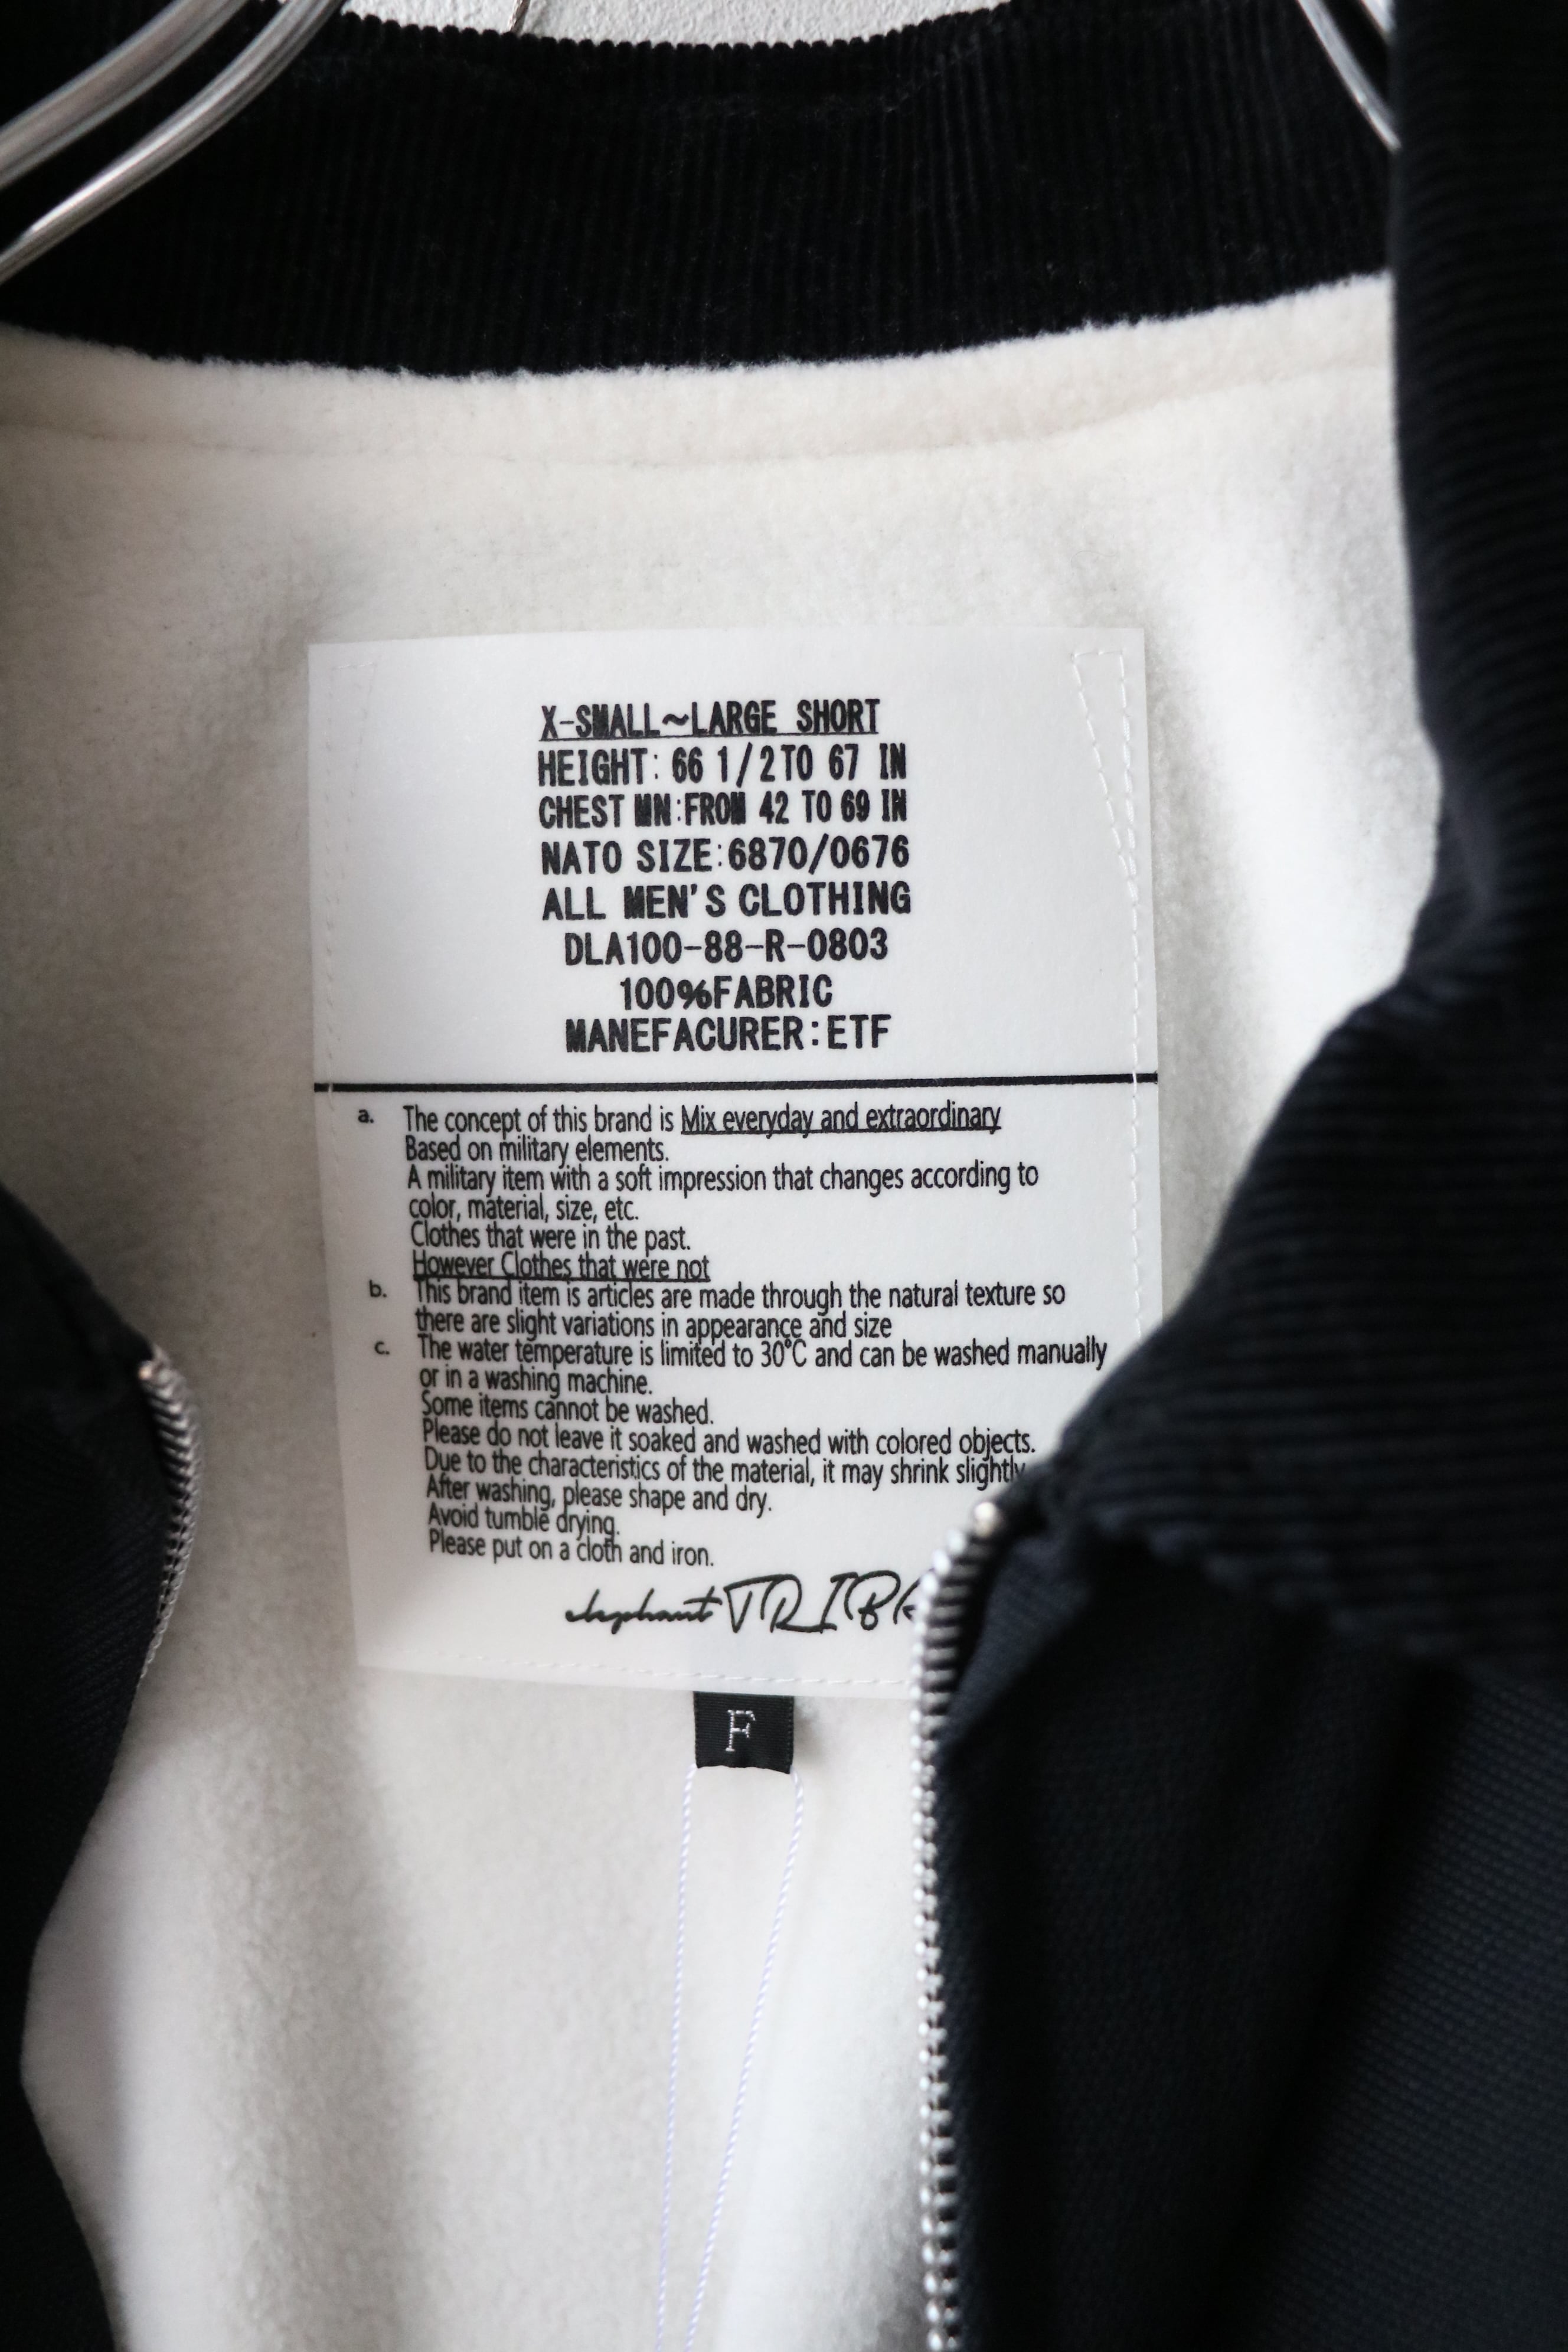 X-SMALL~LARGE SHORT
HEIGHT: 66 1/2TO 67 IN
CHEST MN:FROM 42 TO 69 IN
NATO SIZE:6870/0676
ALL MEN'S CLOTHING
DLA100-88-R-0803
100%FABRIC
MANEFACURER:ETF
a. The concept of this brand is Mix everyday and extraordinary
Based on military elements.
A military item with a soft impression that changes according to
color, material, size, etc.
Clothes that were in the past.
However Clothes that were not
b. This brand item is articles are made through the natural texture so
there are slight variations in appearance and size
c. The water temperature is limited to 30°C and can be washed manually
or in a washing machine.
Some items cannot be washed.
Please do not leave it soaked and washed with colored objects.
Due to the characteristics of the material, it may shrink slightly
After washing, please shape and dry.
Avoid tumble drying.
Please put on a cloth and iron.
elephant
F